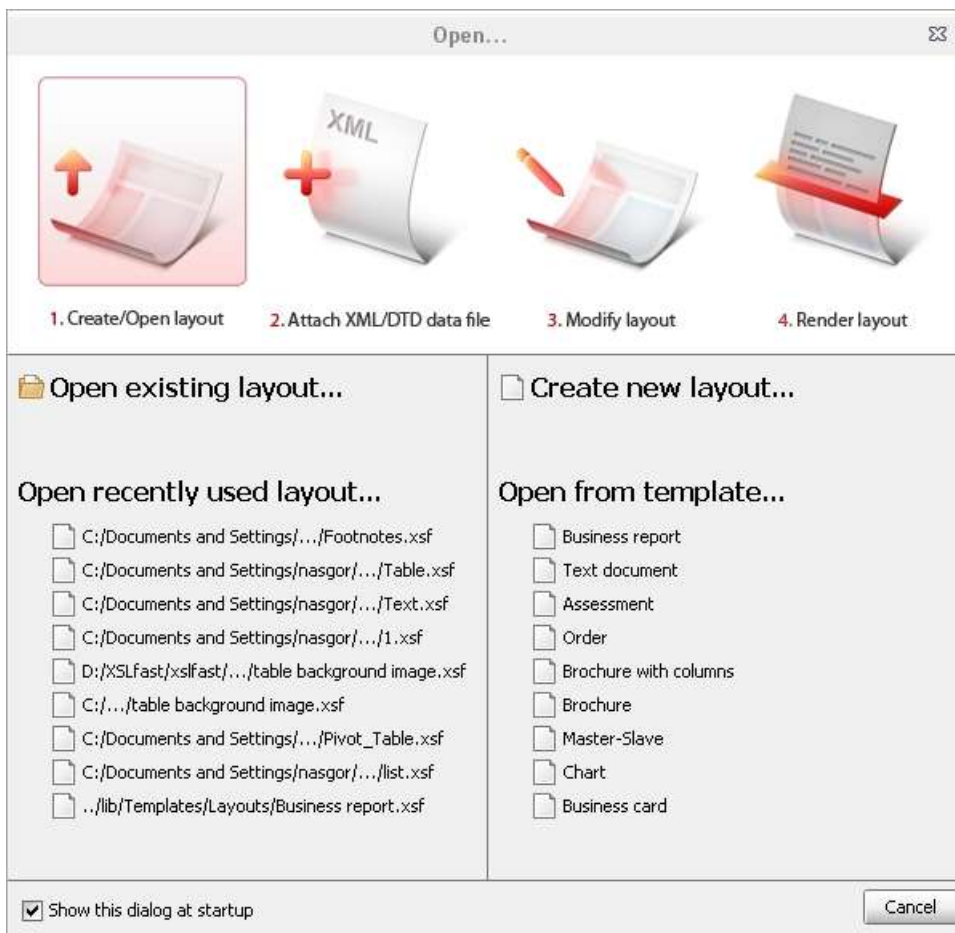 Open...
XML
1. Create/Open layout
2. Attach XML/DTD data file
3. Modify layout
4. Render layout
Open existing layout...
Open recently used layout...
C:/Documents and Settings/.../Footnotes.xsf
C:/Documents and Settings/nasgor/.../Table.xsf
C:/Documents and Settings/nasgor/.../Text.xsf
C:/Documents and Settings/nasgor/.../1.xsf
D:/XSLfast/xslfast/.../table background image.xsf
C:/.../table background image.xsf
C:/Documents and Settings/.../Pivot_Table.xsf
C:/Documents and Settings/nasgor/.../list.xsf
../lib/Templates/Layouts/Business report.xsf
Create new layout...
Open from template...
Business report
Text document
Assessment
Order
Brochure with columns
Brochure
Master-Slave
Chart
Business card
Show this dialog at startup
Cancel